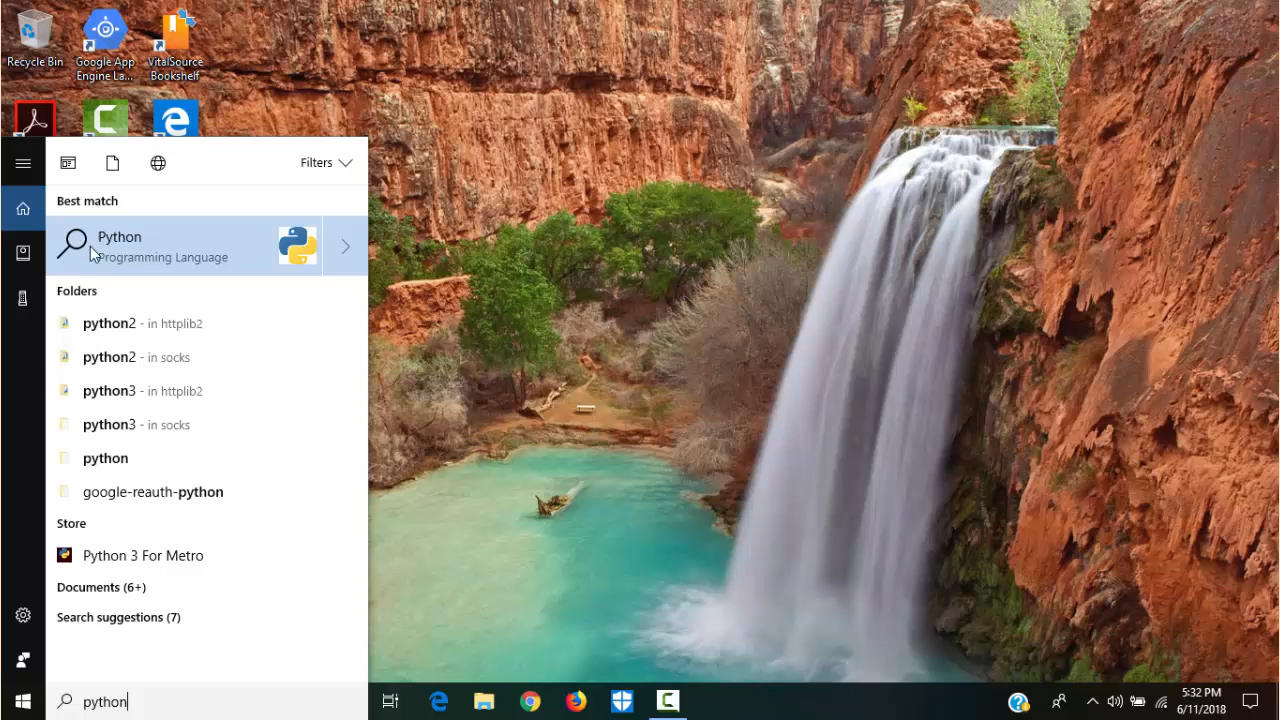 Recycle Bin
Google App
Engine La...
VitalSource
Bookshelf
Filters
Best match
Python
Programming Language
Folders
python2 - in httplib2
python2 - in socks
python3 - in httplib2
python3 - in socks
python
google-reauth-python
Store
Python 3 For Metro
Documents (6+)
Search suggestions (7)
python
5:32 PM
6/11/2018